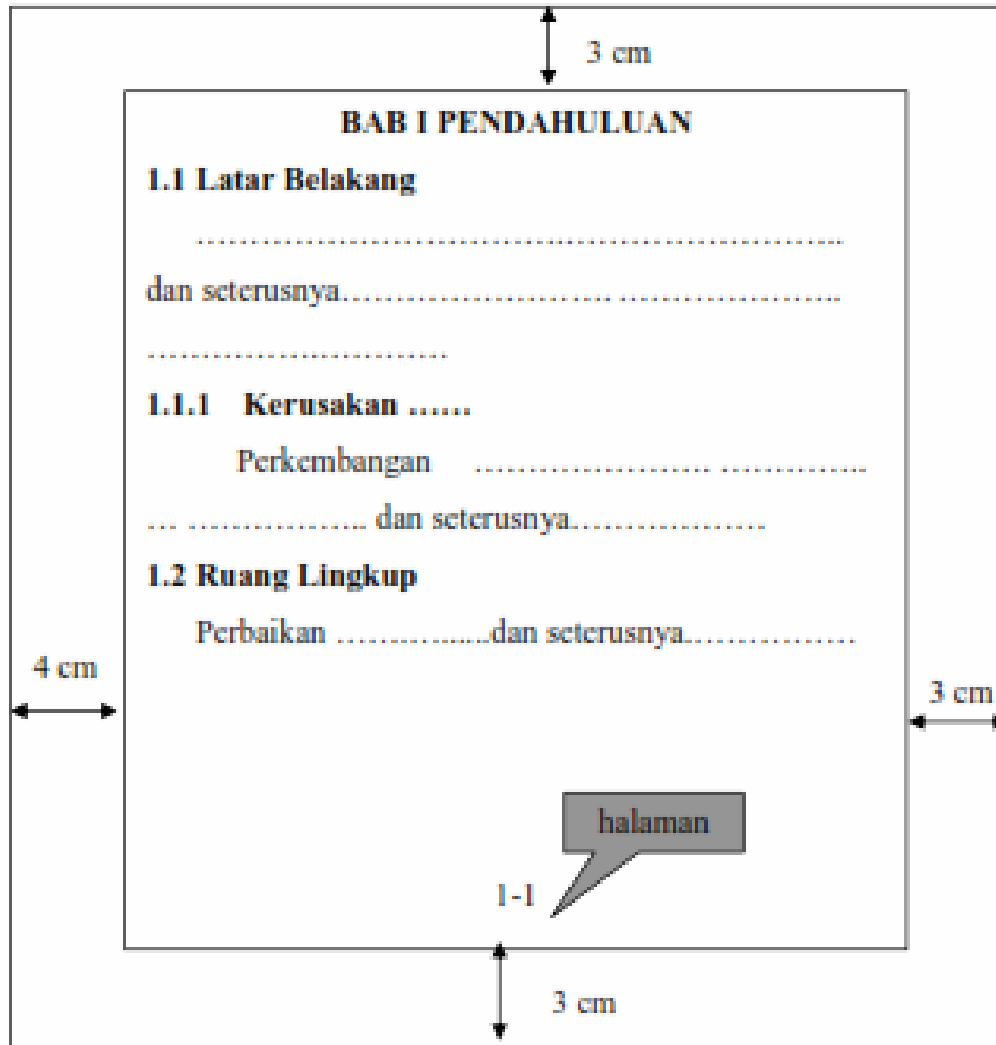 3 cm
BAB I PENDAHULUAN
1.1 Latar Belakang
…………………………………………………………..
dan seterusnya……………………… …………………..
…………………………
1.1.1 Kerusakan ……
Perkembangan …………………… …………..
… …………….. dan seterusnya………………
1.2 Ruang Lingkup
Perbaikan …………......dan seterusnya……………
4 cm
3 cm
halaman
1-1
3 cm